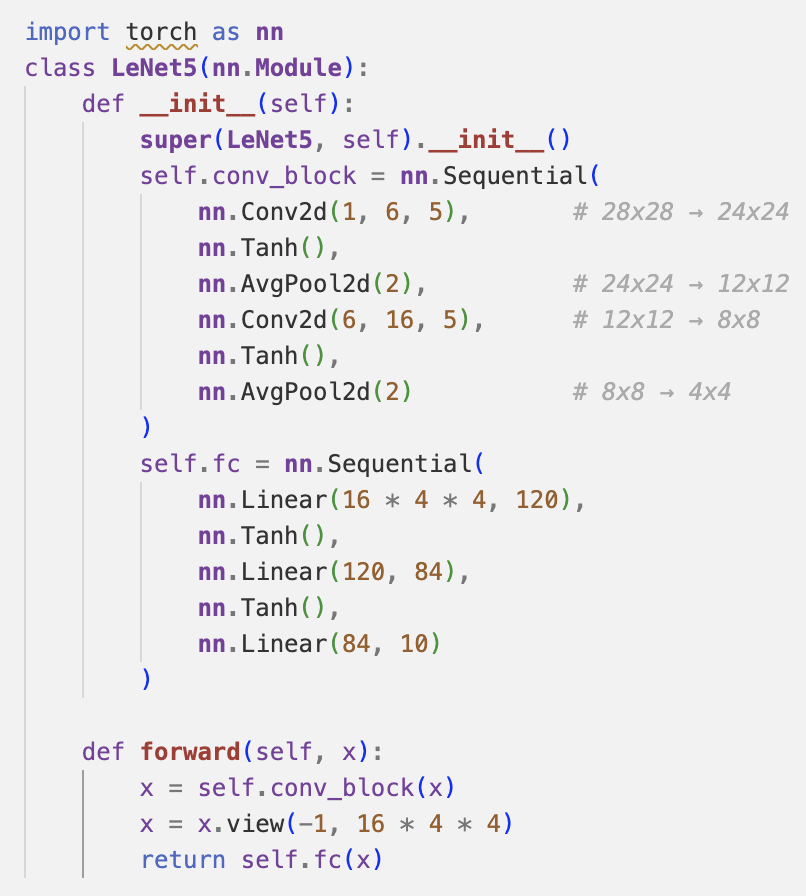 import torch as nn
class LeNet5(nn.Module):
    def __init__(self):
        super(LeNet5, self).__init__()
        self.conv_block = nn.Sequential(
            nn.Conv2d(1, 6, 5),       # 28x28 → 24x24
            nn.Tanh(),
            nn.AvgPool2d(2),          # 24x24 → 12x12
            nn.Conv2d(6, 16, 5),      # 12x12 → 8x8
            nn.Tanh(),
            nn.AvgPool2d(2)           # 8x8 → 4x4
        )
        self.fc = nn.Sequential(
            nn.Linear(16 * 4 * 4, 120),
            nn.Tanh(),
            nn.Linear(120, 84),
            nn.Tanh(),
            nn.Linear(84, 10)
        )

    def forward(self, x):
        x = self.conv_block(x)
        x = x.view(-1, 16 * 4 * 4)
        return self.fc(x)